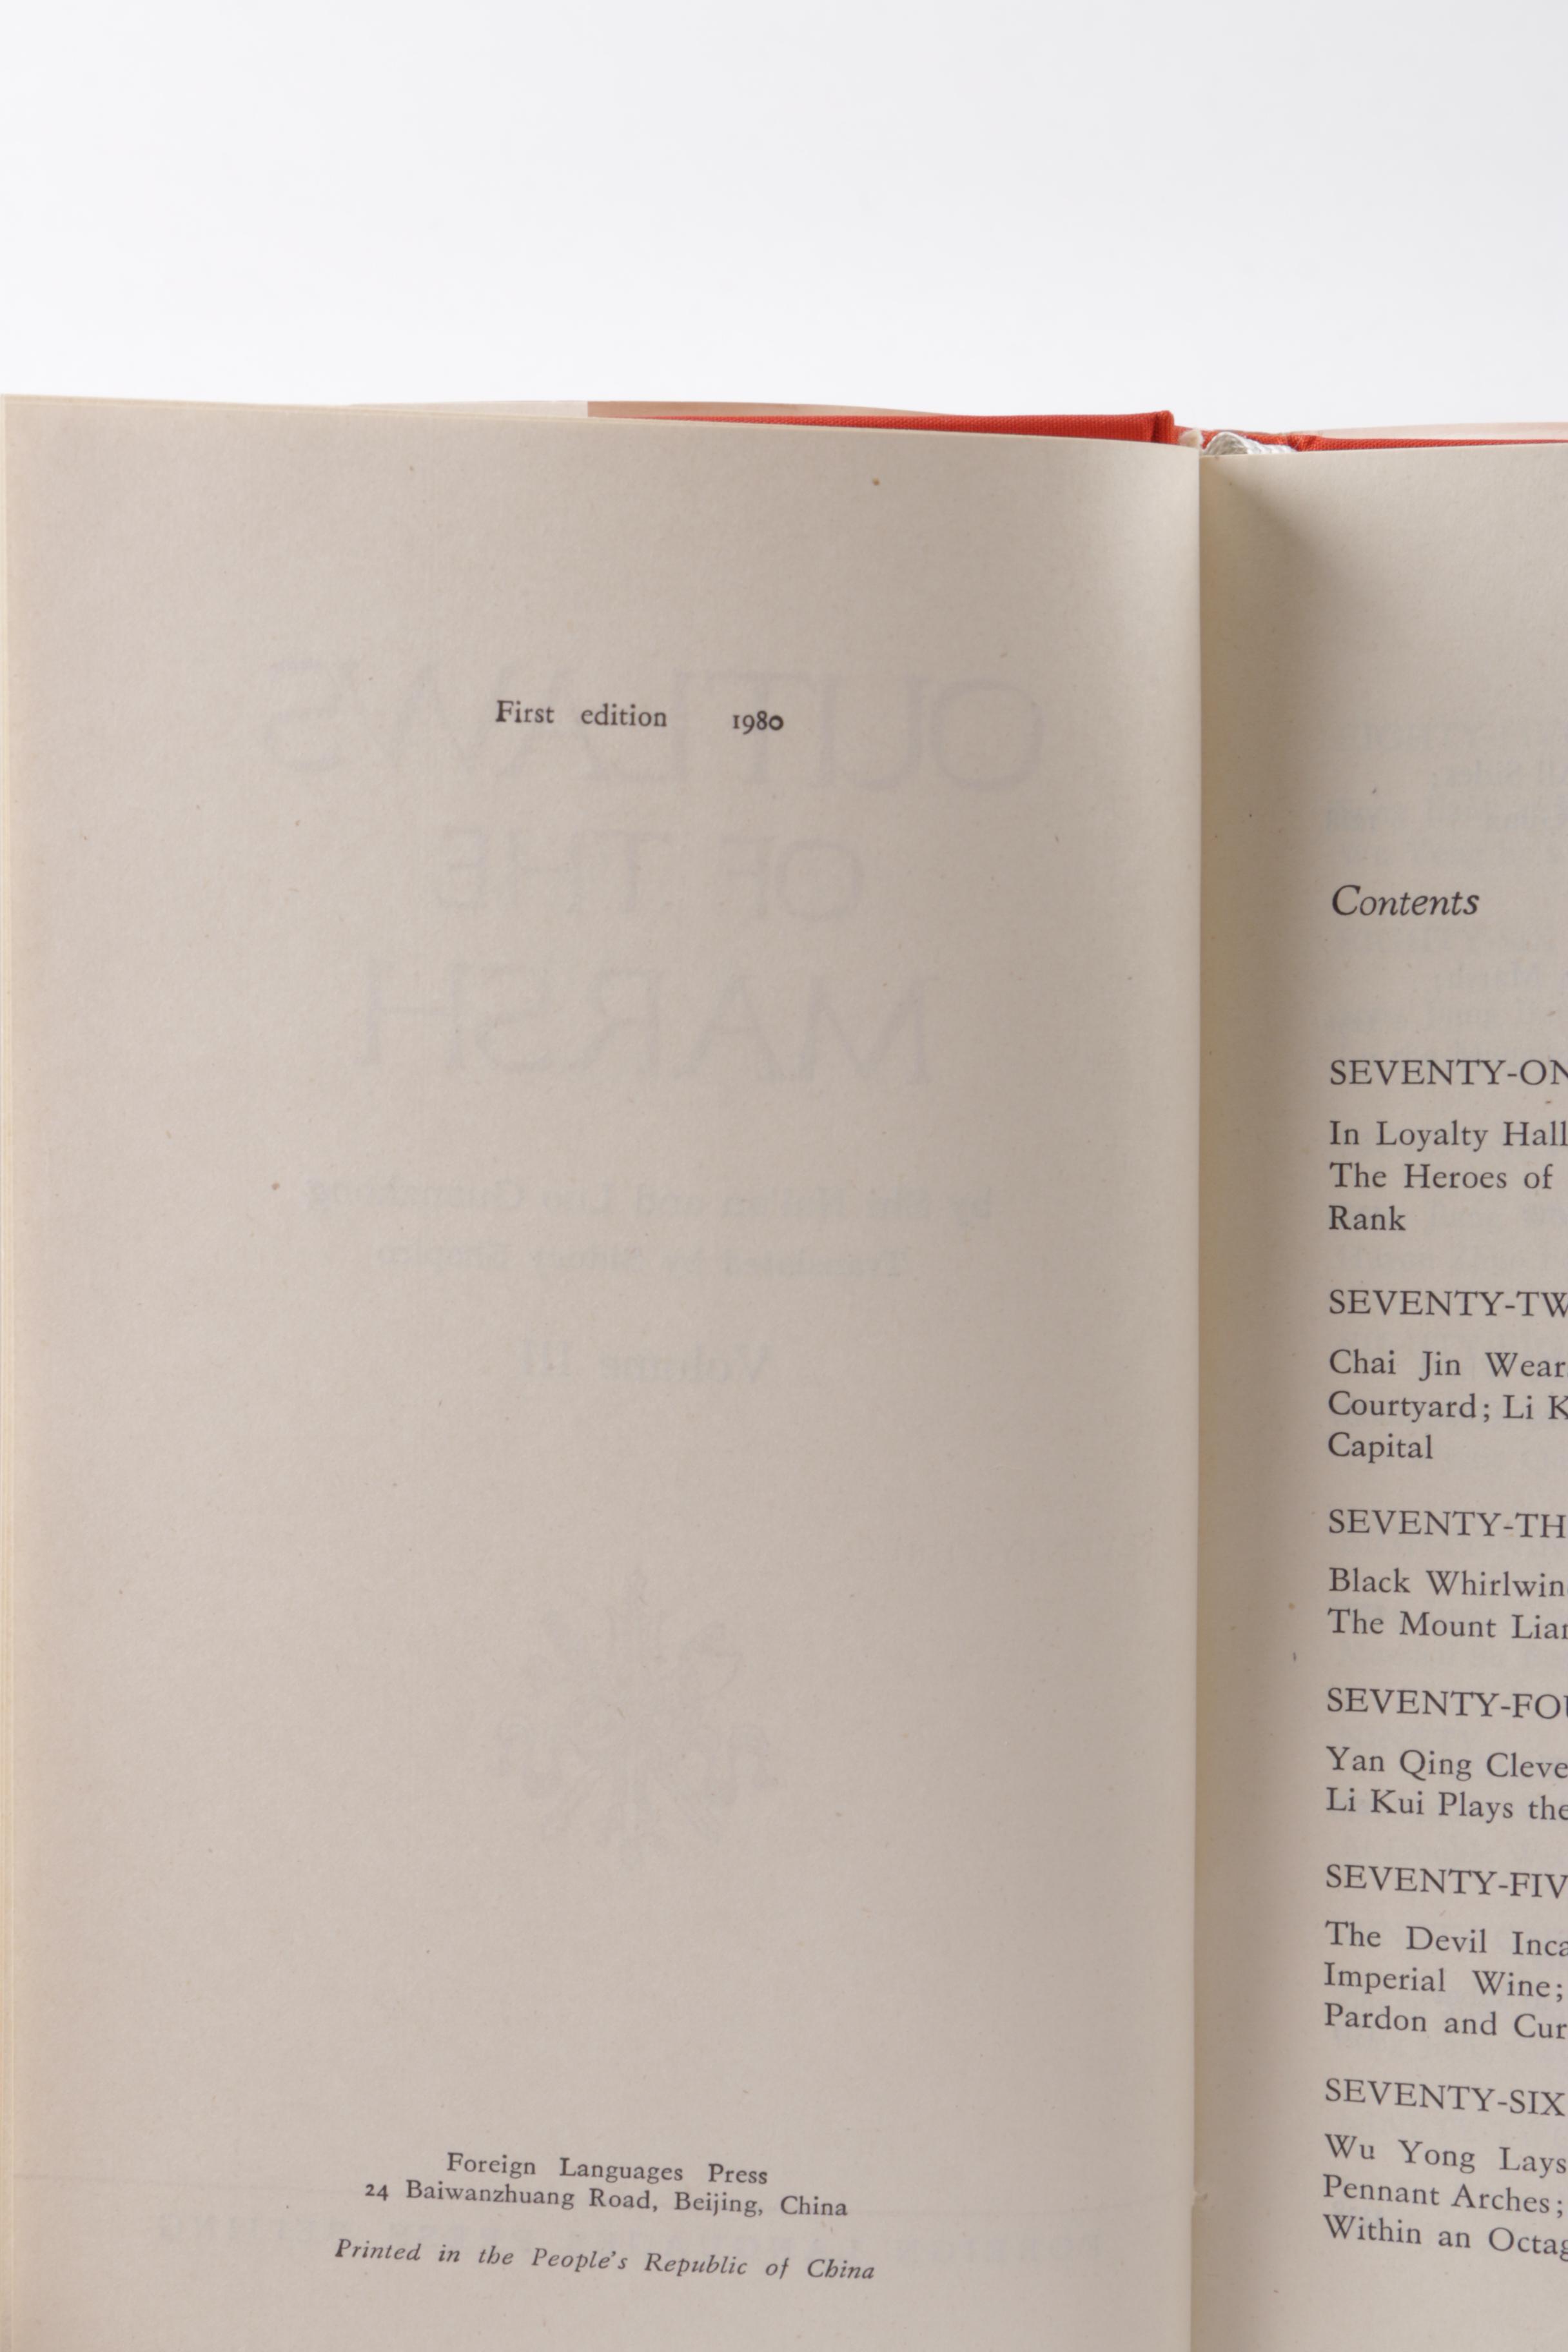 First edition 1980
Foreign Languages Press
24 Baiwanzhuang Road, Beijing, China
Printed in the People's Republic of China
Contents
SEVENTY-ON
In Loyalty Hall
The Heroes of
Rank
SEVENTY-TW
Chai Jin Wear
Courtyard; Li K
Capital
SEVENTY-TH
Black Whirlwin
The Mount Lian
SEVENTY-FOU
Yan Qing Cleve
Li Kui Plays the
SEVENTY-FIV
The Devil Inca
Imperial Wine;
Pardon and Cur
SEVENTY-SIX
Wu Yong Lays
Pennant Arches;
Within an Octag